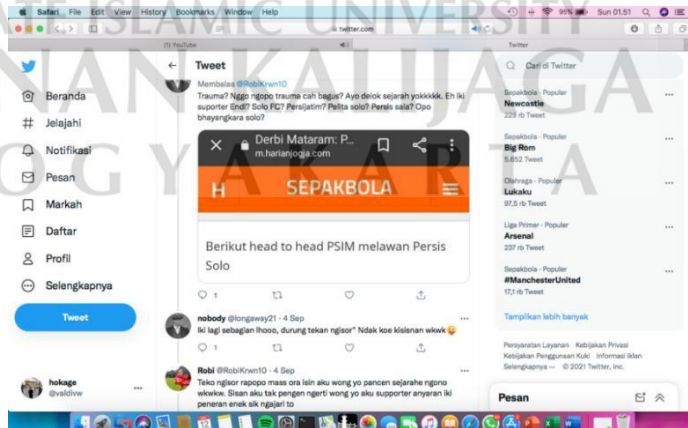 Safari File Edit View History Bookmarks Window Help
95%
Sun 01.51
twitter.com
(1) YouTube
Twitter
Beranda
Jelajahi
Notifikasi
Pesan
Markah
Daftar
Profil
Selengkapnya
Tweet
hokage
@valdivw
Tweet
Membalas @RobiKrwn10
Trauma? Nggo ngopo trauma cah bagus? Ayo delok sejarah yokkkkk. Eh iki
suporter Endi? Solo FC? Persijatim? Pelita solo? Persis sala? Opo
bhayangkara solo?
Derbi Mataram: P...
m.harianjogja.com
H SEPAKBOLA
Berikut head to head PSIM melawan Persis
Solo
1
nobody @longaway21 · 4 Sep
Iki lagi sebagian lhooo, durung tekan ngisor" Ndak koe kisisnan wkwk
1
Robi @RobiKrwn10 · 4 Sep
Teko ngisor rapopo mass ora isin aku wong yo pancen sejarahe ngono
wkwkw. Sisan aku tak pengen ngerti wong yo aku supporter anyaran iki
peneran enek sik ngajari to
Cari di Twitter
Sepakbola · Populer
Newcastle
229 rb Tweet
Sepakbola · Populer
Big Rom
5.652 Tweet
Olahraga · Populer
Lukaku
97,5 rb Tweet
Liga Primer · Populer
Arsenal
237 rb Tweet
Sepakbola · Populer
#ManchesterUnited
17,1 rb Tweet
Tampilkan lebih banyak
Persyaratan Layanan Kebijakan Privasi
Kebijakan Penggunaan Kuki Informasi iklan
Selengkapnya © 2021 Twitter, Inc.
Pesan
ISLAMIC UNIVERSITY
NAN KALIJAGA
OGYAKARTA